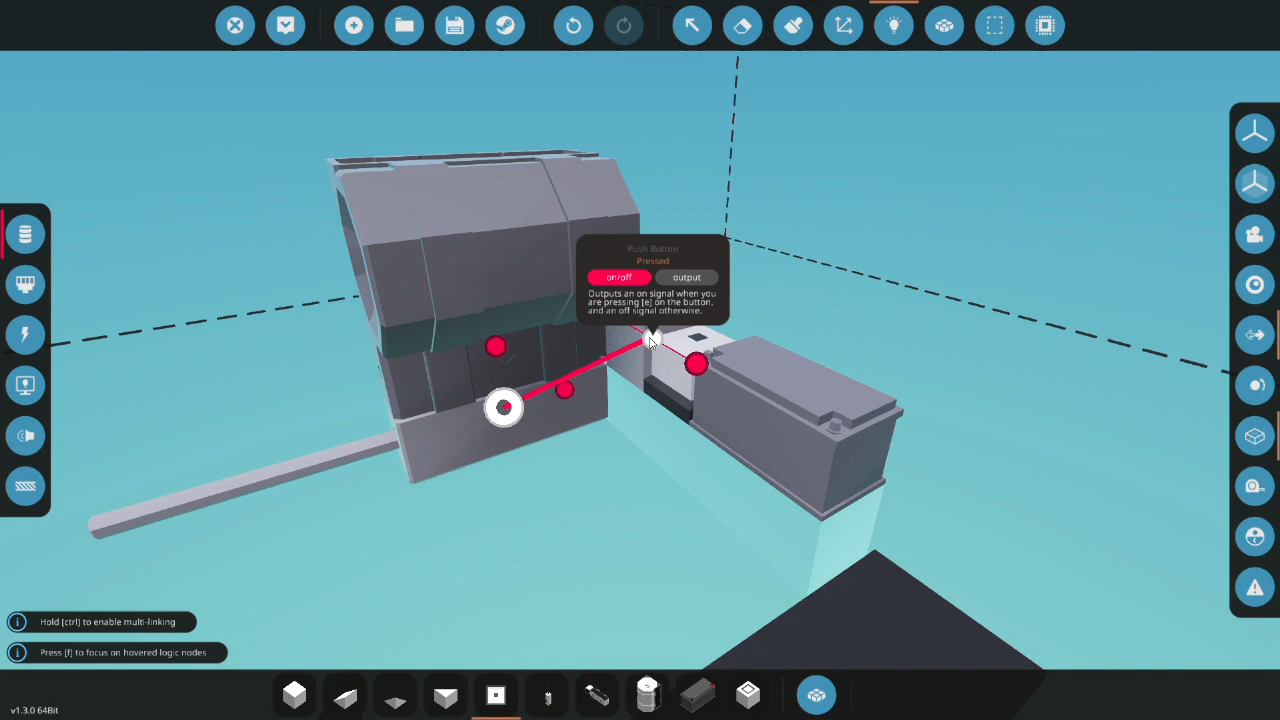 Push Button
Pressed
on/off
output
Outputs an on signal when you
are pressing [e] on the button,
and an off signal otherwise.
Hold [ctrl] to enable multi-linking
Press [f] to focus on hovered logic nodes
v1.3.0 64Bit